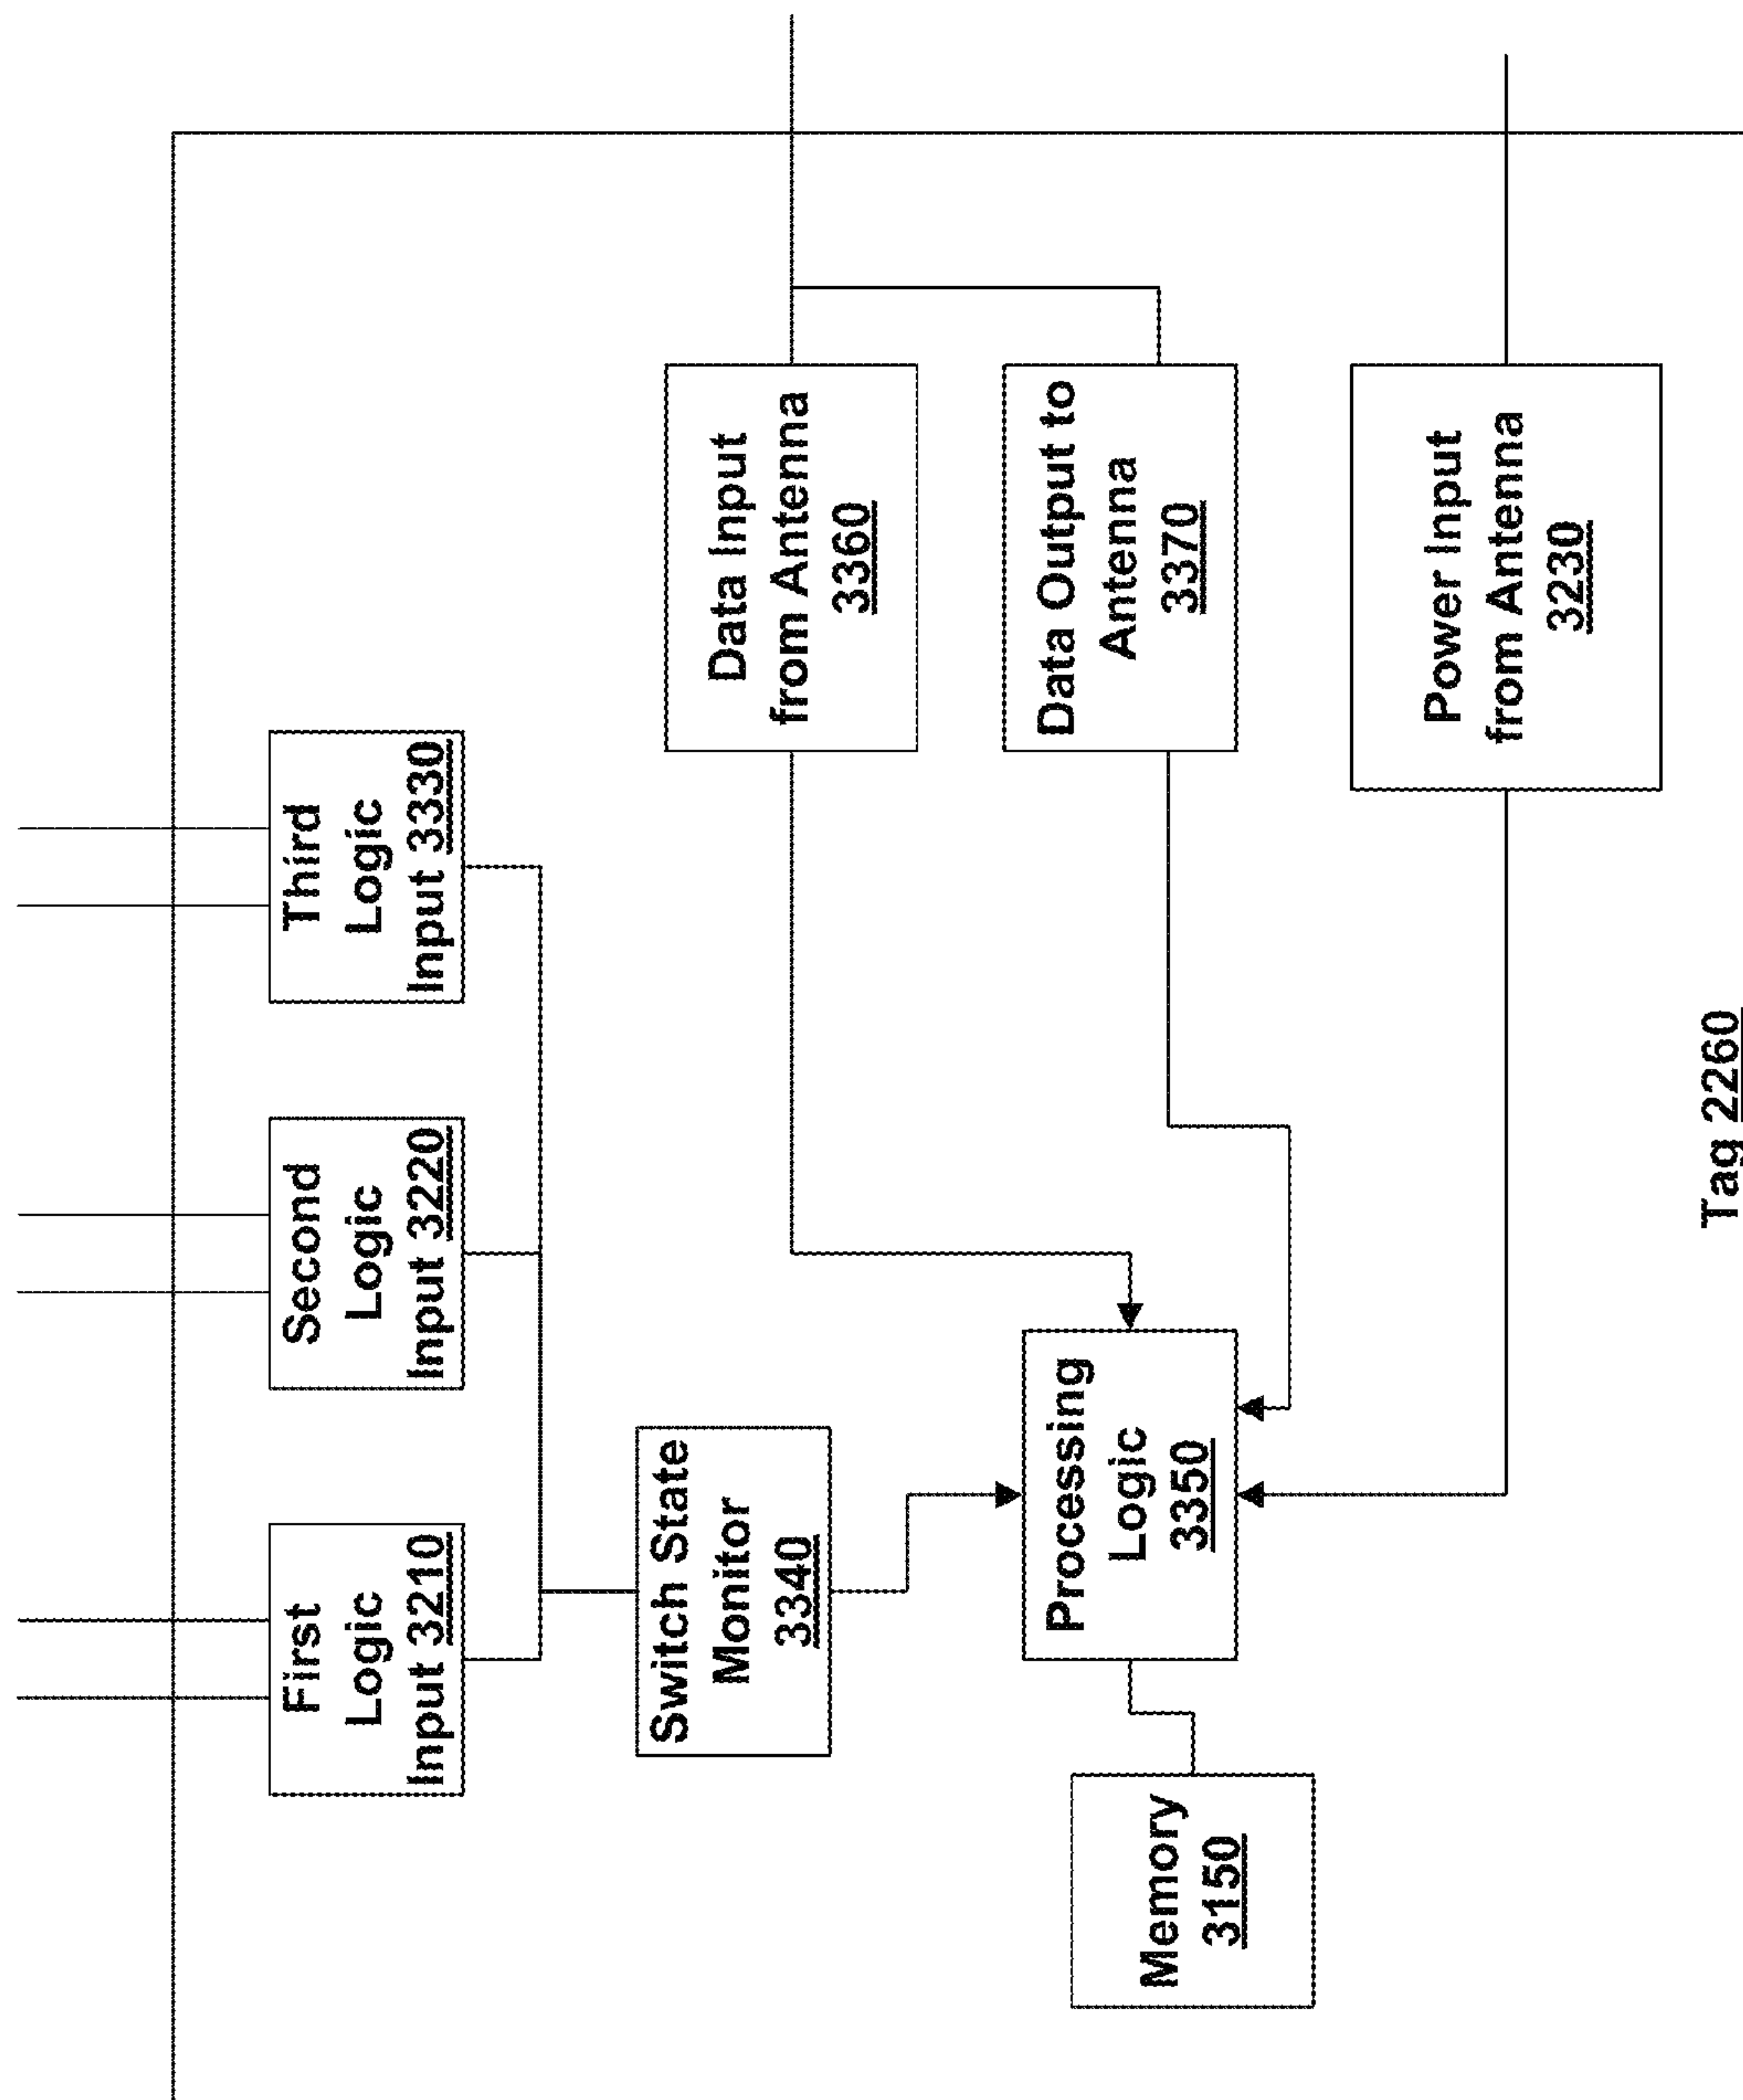 First
Logic
Input 3210
Second
Logic
Input 3220
Third
Logic
Input 3330
Switch State
Monitor
3340
Data Input
from Antenna
3360
Processing
Logic
3350
Data Output to
Antenna
3370
Memory
3150
Power Input
from Antenna
3230
Tag 2260